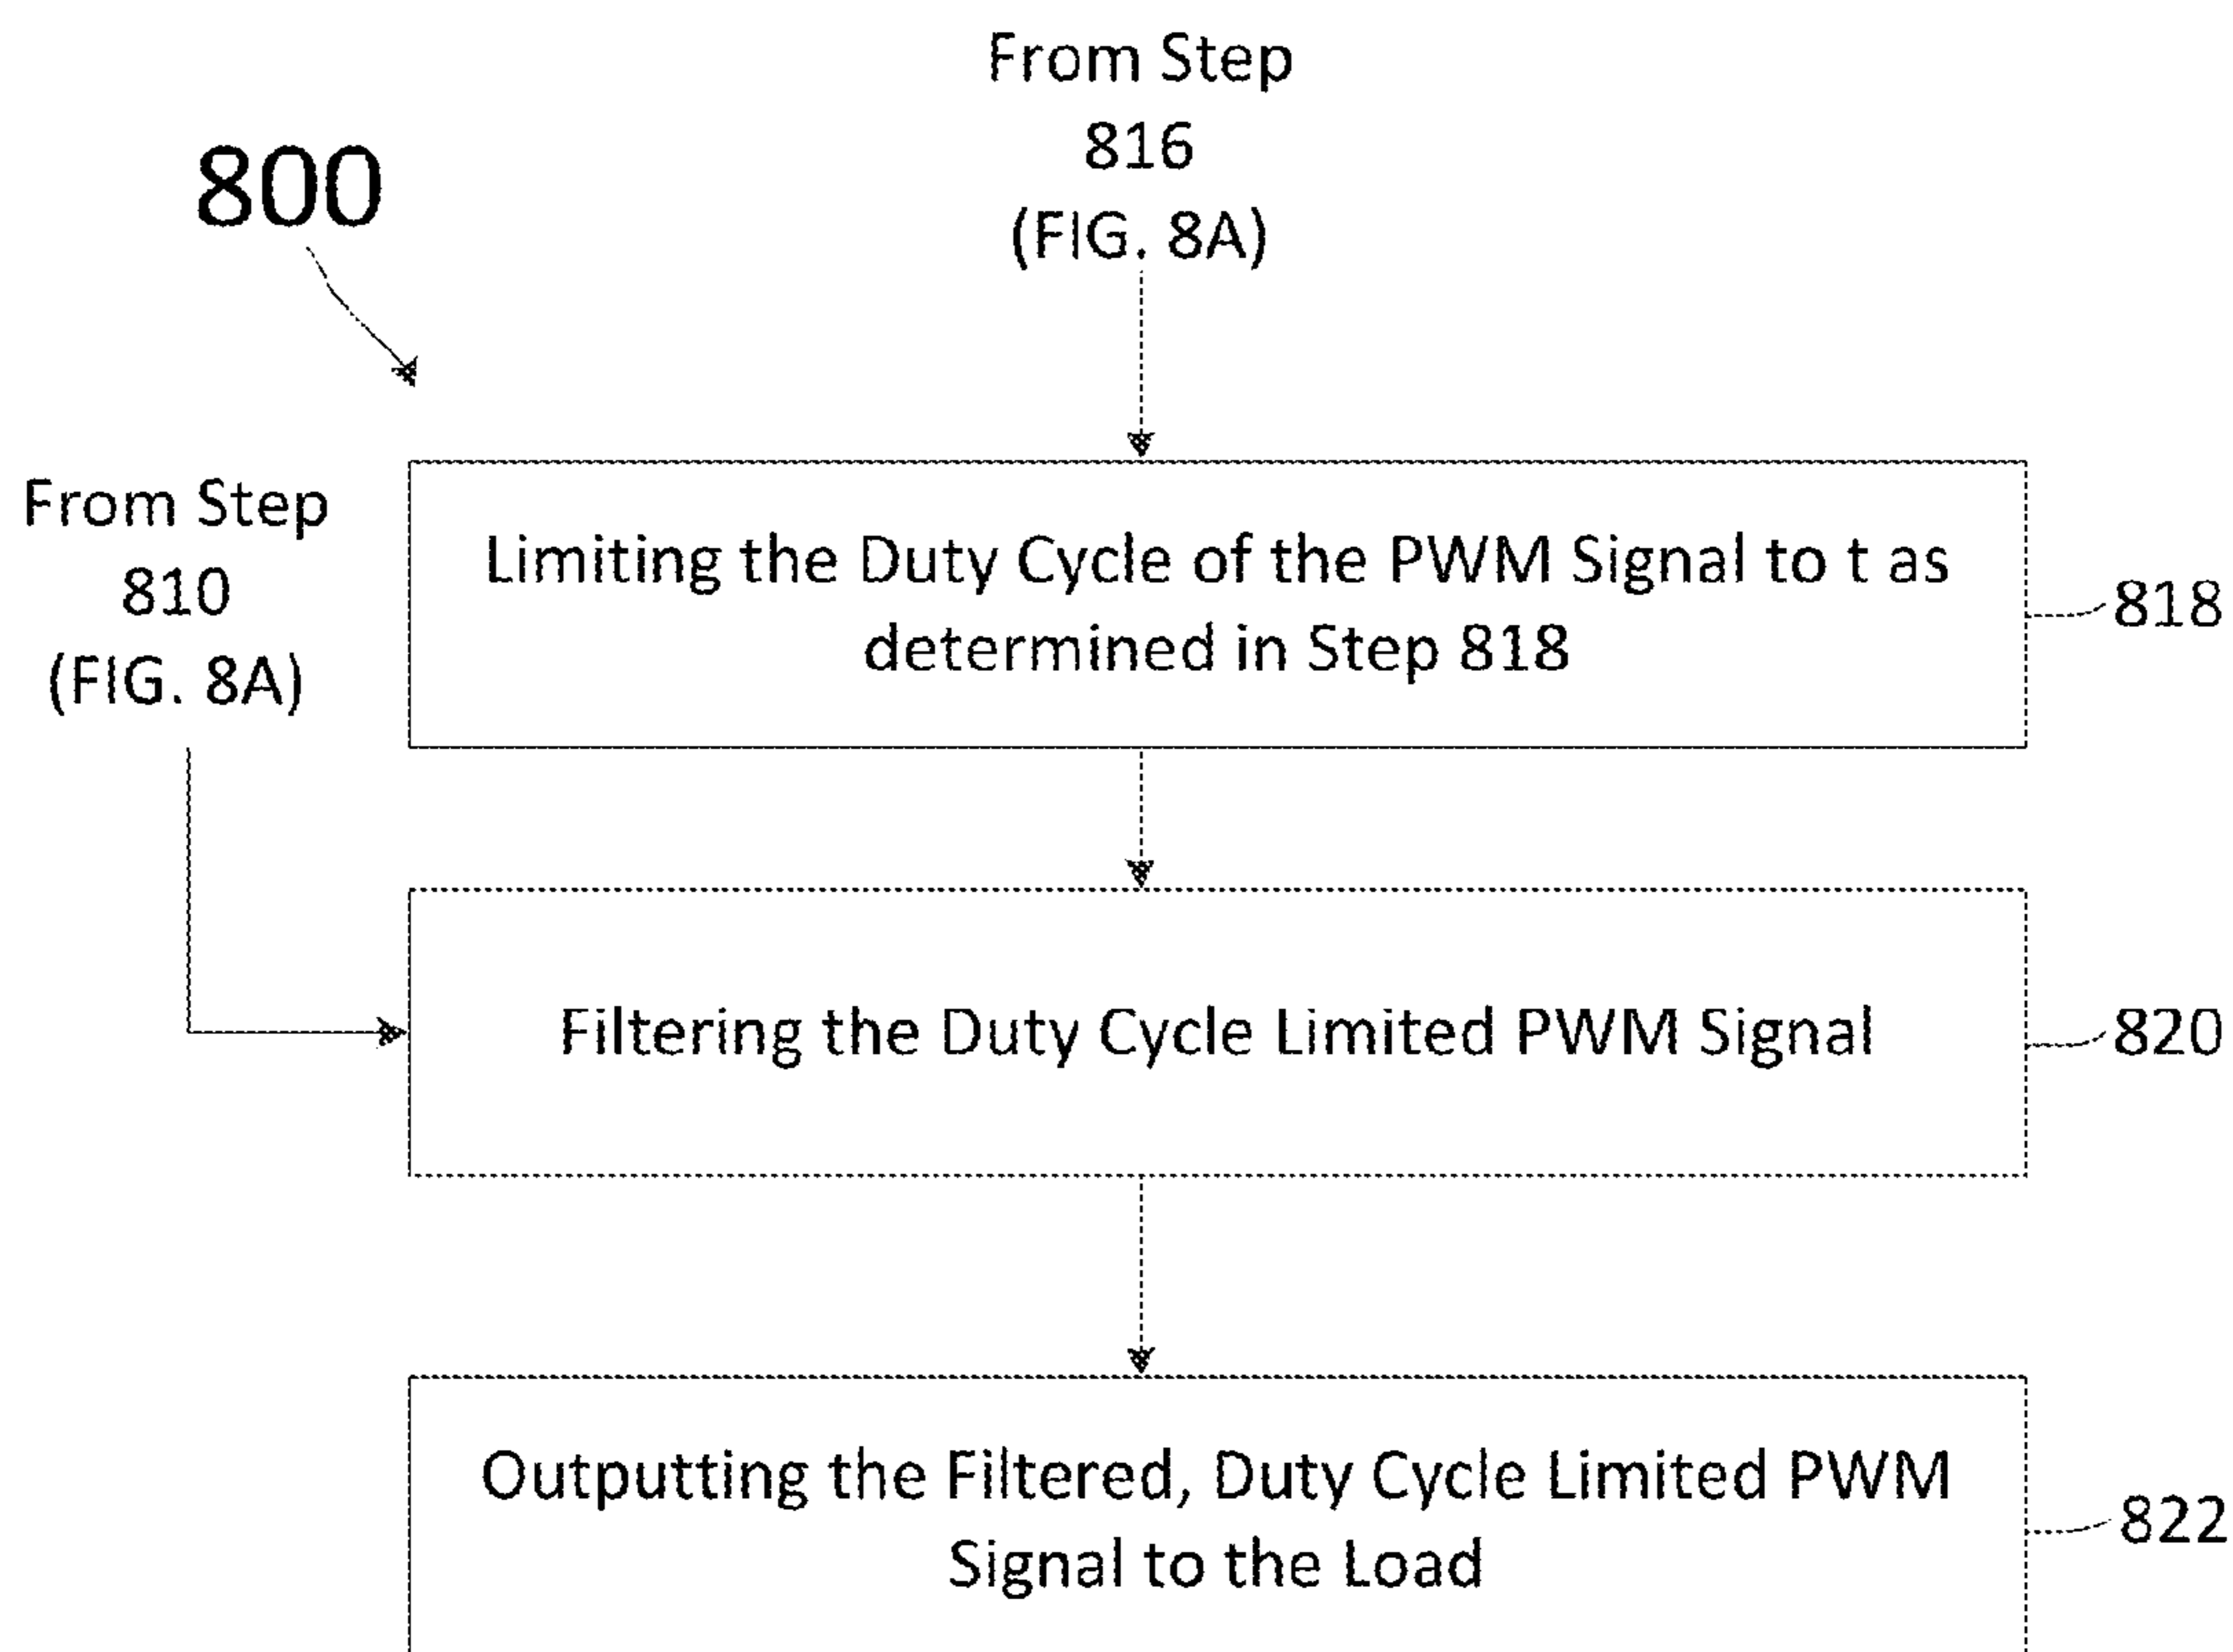 From Step
816
(FIG. 8A)
800
From Step
810
(FIG. 8A)
Limiting the Duty Cycle of the PWM Signal to t as
determined in Step 818
818
Filtering the Duty Cycle Limited PWM Signal
820
Outputting the Filtered, Duty Cycle Limited PWM
Signal to the Load
822